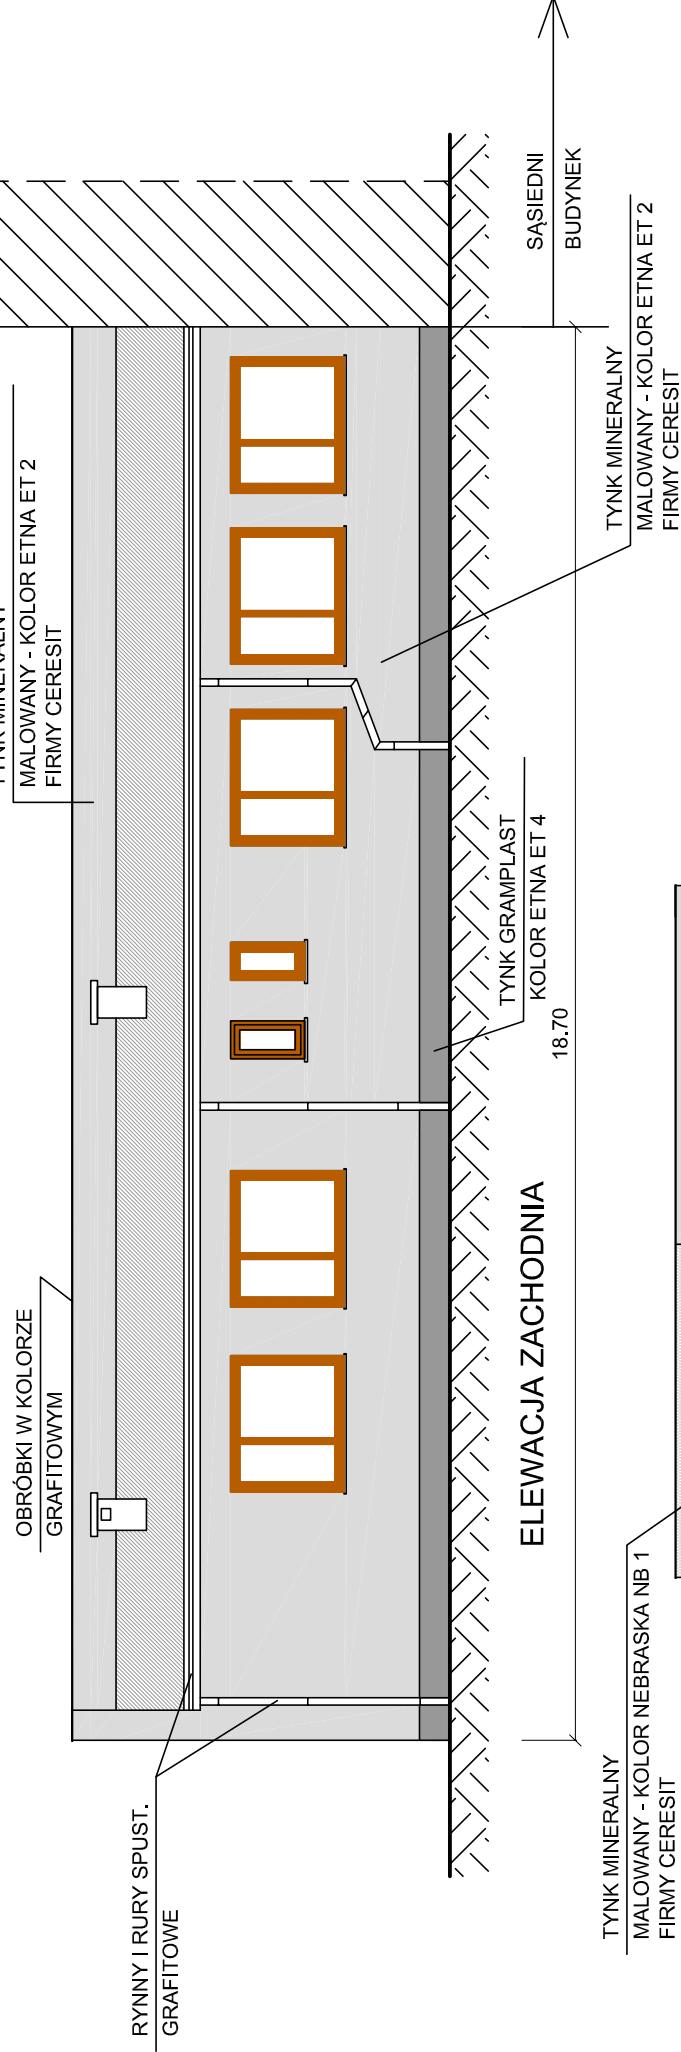 RYNNY I RURY SPUST.
GRAFITOWE
OBRÓBKI W KOLORZE
GRAFITOWYM
TYNK MINERALNY
MALOWANY - KOLOR ETNA ET 2
FIRMY CERESIT
SĄSIEDNI
BUDYNEK
ELEWACJA ZACHODNIA
TYNK GRAMPLAST
KOLOR ETNA ET 4
18.70
TYNK MINERALNY
MALOWANY - KOLOR ETNA ET 2
FIRMY CERESIT
TYNK MINERALNY
MALOWANY - KOLOR NEBRASKA NB 1
FIRMY CERESIT